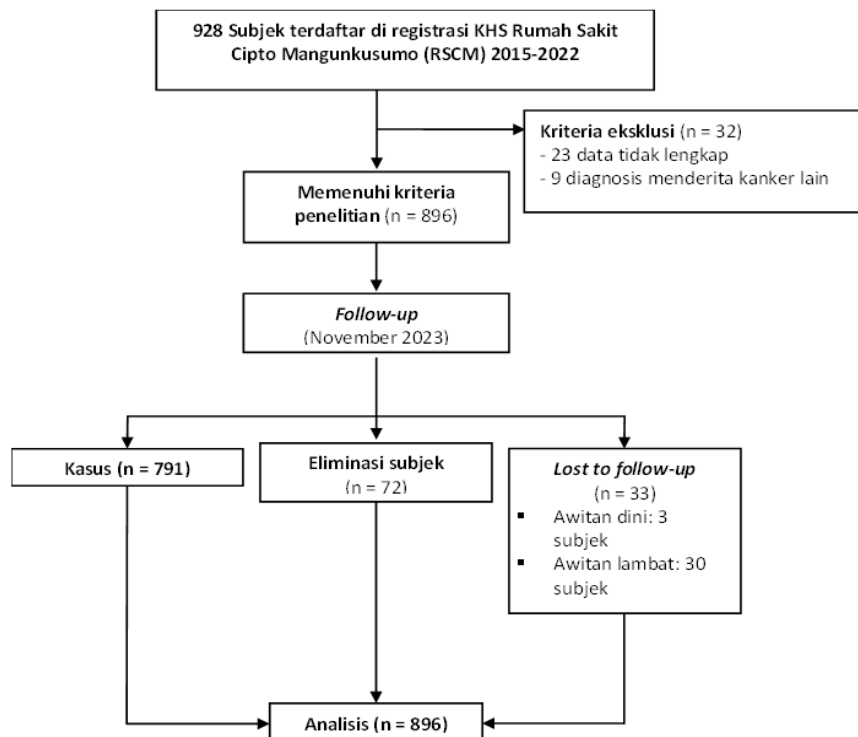 928 Subjek terdaftar di registrasi KHS Rumah Sakit
Cipto Mangunkusumo (RSCM) 2015-2022
Kriteria eksklusi (n = 32)
- 23 data tidak lengkap
- 9 diagnosis menderita kanker lain
Memenuhi kriteria
penelitian (n = 896)
Follow-up
(November 2023)
Kasus (n = 791)
Eliminasi subjek
(n = 72)
Lost to follow-up
(n = 33)
▪ Awitan dini: 3
subjek
▪ Awitan lambat: 30
subjek
Analisis (n = 896)